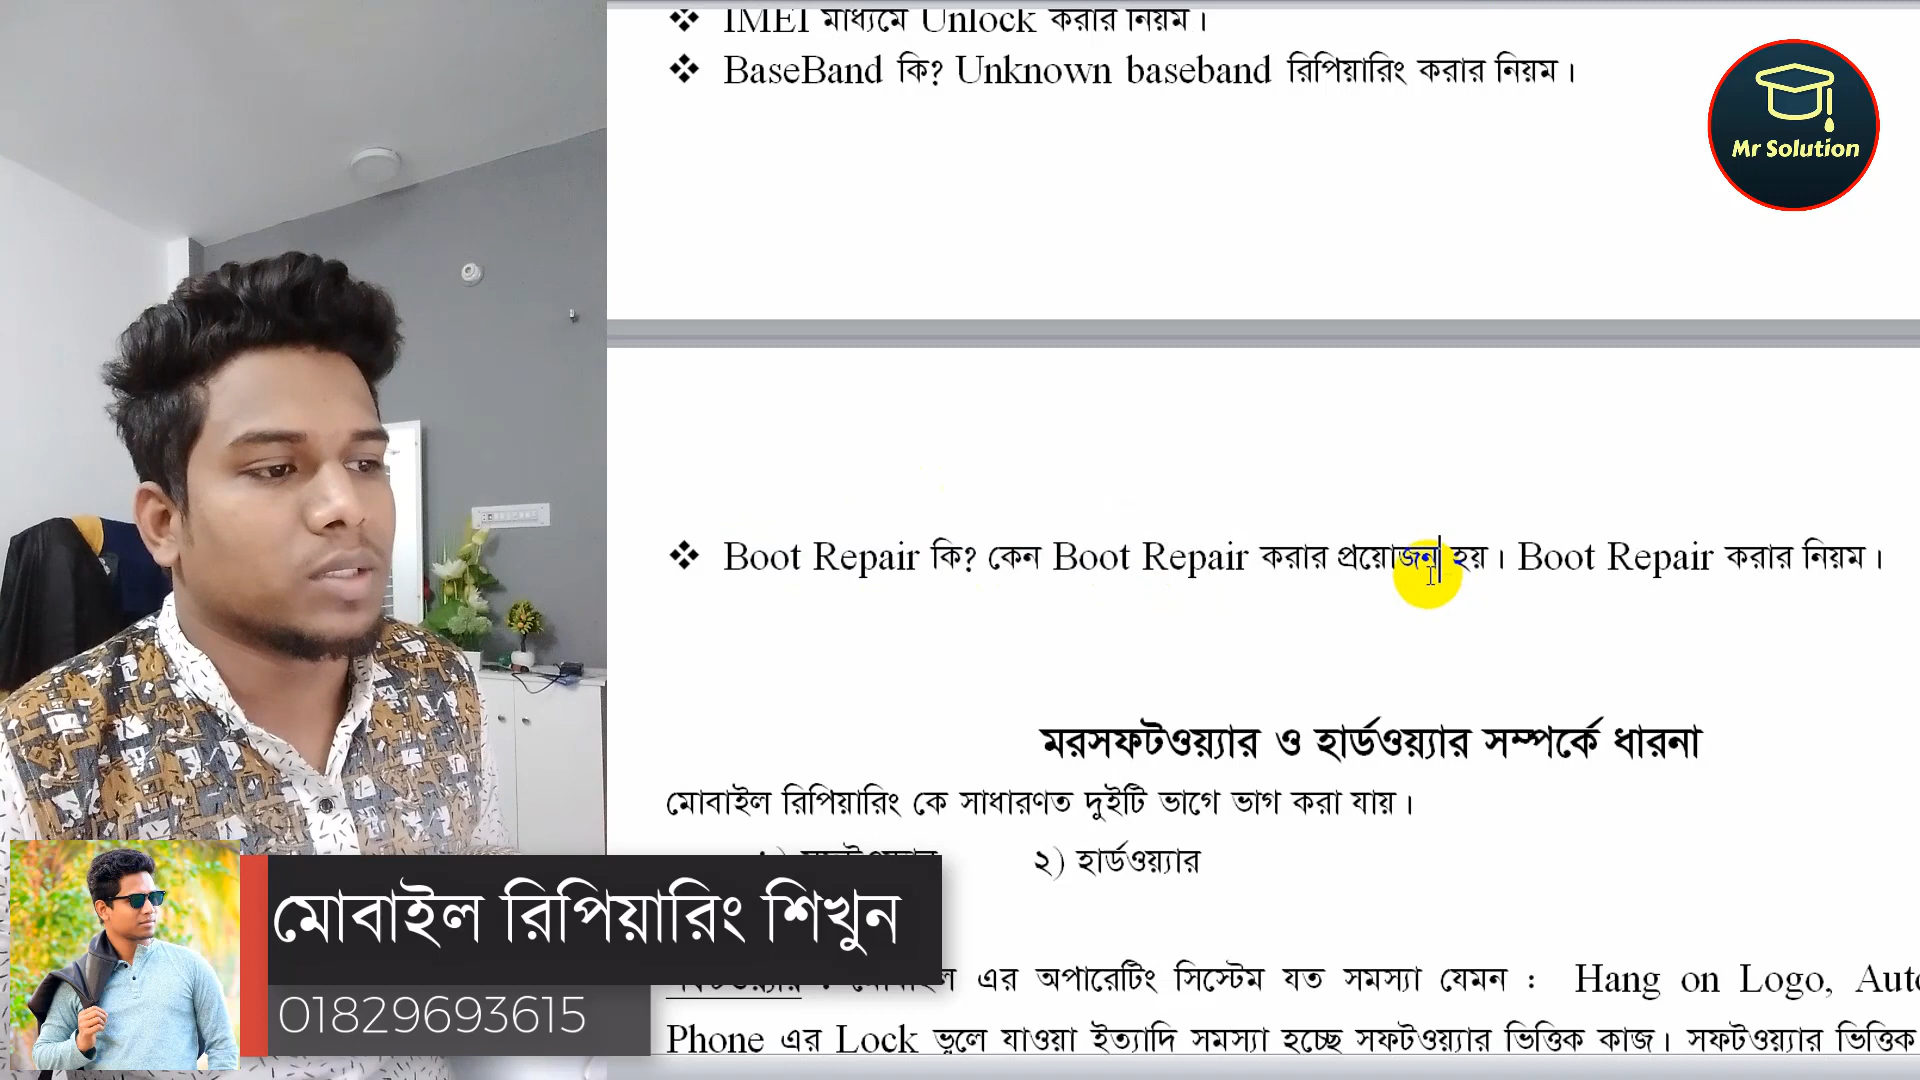 IMEI মাধ্যমে Unlock করার নিয়ম।
BaseBand কি? Unknown baseband রিপিয়ারিং করার নিয়ম।
Mr Solution
Boot Repair কি? কেন Boot Repair করার প্রয়োজন হয়। Boot Repair করার নিয়ম।
মরসফটওয়্যার ও হার্ডওয়্যার সম্পর্কে ধারনা
মোবাইল রিপিয়ারিং কে সাধারণত দুইটি ভাগে ভাগ করা যায়।
২) হার্ডওয়্যার
মোবাইল রিপিয়ারিং শিখুন
এর অপারেটিং সিস্টেম যত সমস্যা যেমন : Hang on Logo,
01829693615
Phone এর Lock ভুলে যাওয়া ইত্যাদি সমস্যা হচ্ছে সফটওয়্যার ভিত্তিক কাজ। সফটওয়্যার ভিত্তিক